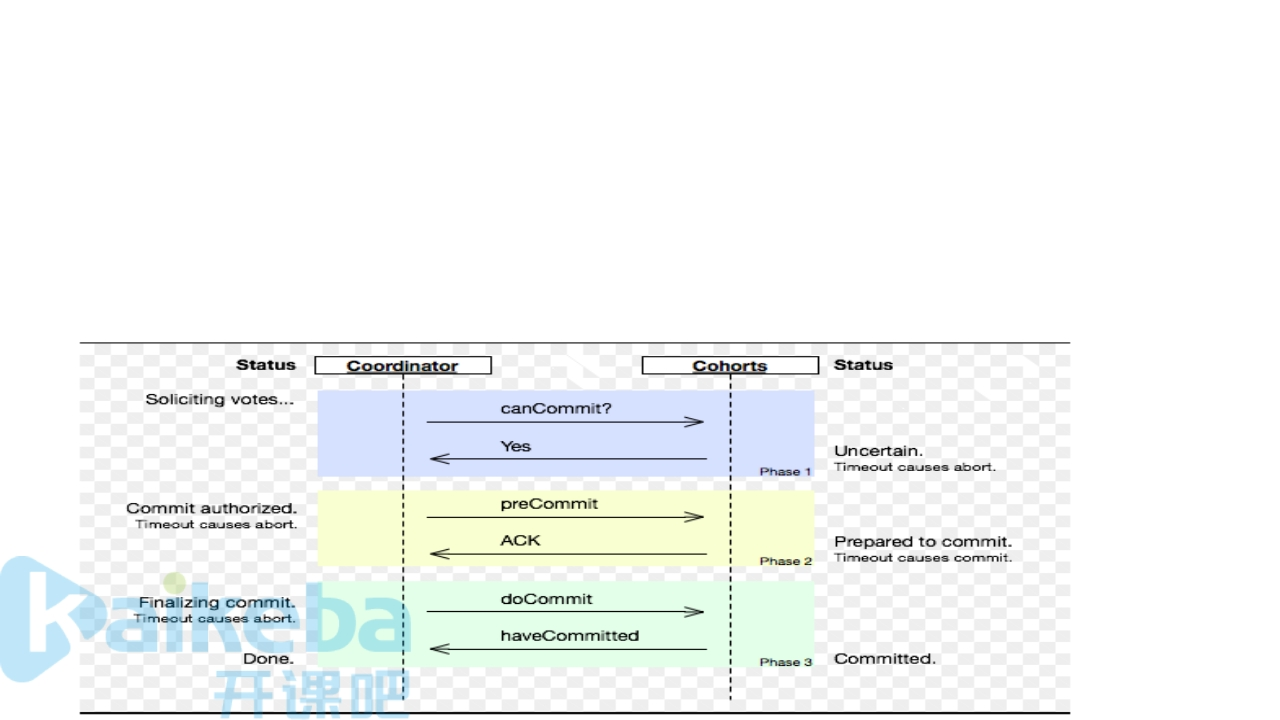 Status Coordinator Cohorts Status
Soliciting votes...
canCommit?
Yes
Uncertain.
Timeout causes abort.
Phase 1
Commit authorized.
Timeout causes abort.
preCommit
ACK
Prepared to commit.
Timeout causes commit.
Phase 2
Finalizing commit.
Timeout causes abort.
doCommit
haveCommitted
Done.
Phase 3
Committed.
kaikeba
开课吧